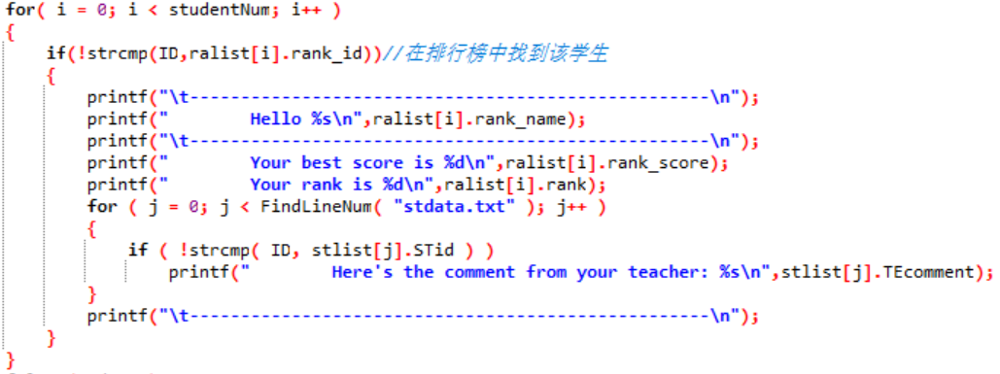 for( i = 0; i < studentNum; i++ )
{
if(!strcmp(ID,ralist[i].rank_id))//在排行榜中找到该学生
{
printf("\t---------------------------------------------------\n");
printf("        Hello %s\n",ralist[i].rank_name);
printf("\t---------------------------------------------------\n");
printf("        Your best score is %d\n",ralist[i].rank_score);
printf("        Your rank is %d\n",ralist[i].rank);
for ( j = 0; j < FindLineNum( "stdata.txt" ); j++ )
{
if ( !strcmp( ID, stlist[j].STid ) )
printf("        Here's the comment from your teacher: %s\n",stlist[j].TEcomment);
}
printf("\t---------------------------------------------------\n");
}
}